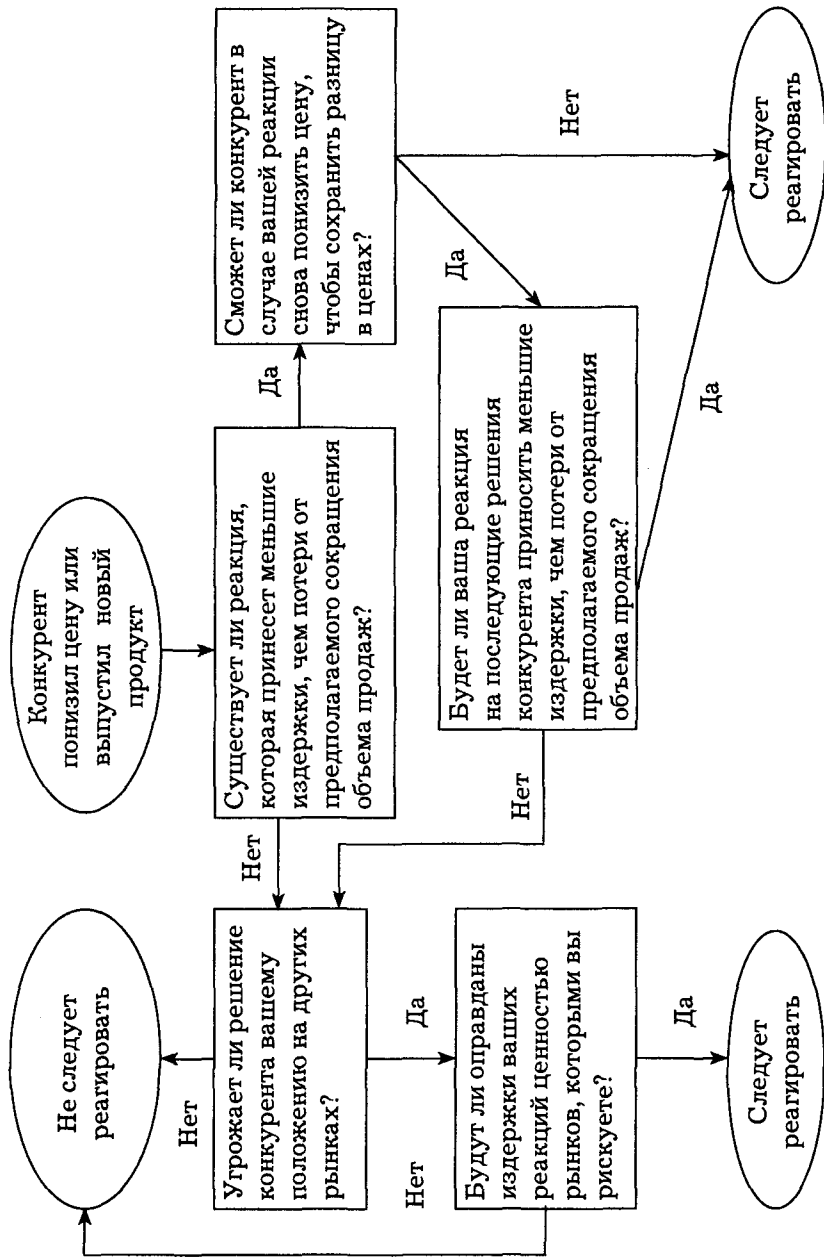 Конкурент
понизил цену или
выпустил новый
продукт
Не следует
реагировать
Существует ли реакция,
которая принесет меньшие
издержки, чем потери от
предполагаемого сокращения
объема продаж?
Нет
Да
Угрожает ли решение
конкурента вашему
положению на других
рынках?
Сможет ли конкурент в
случае вашей реакции
снова понизить цену,
чтобы сохранить разницу
в ценах?
Нет
Да
Нет
Нет
Да
Нет
Будут ли оправданы
издержки ваших
реакций ценностью
рынков, которыми вы
рискуете?
Будет ли ваша реакция
на последующие решения
конкурента приносить меньшие
издержки, чем потери от
предполагаемого сокращения
объема продаж?
Да
Да
Следует
реагировать
Следует
реагировать